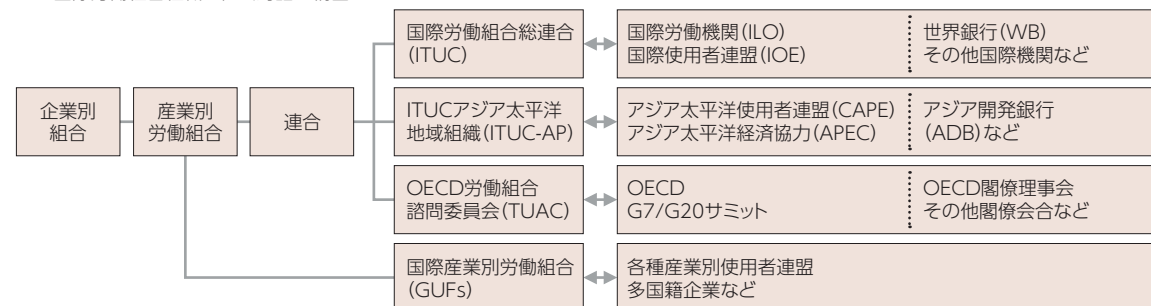 企業別
組合
産業別
労働組合
連合
国際労働組合総連合
(ITUC)
国際労働機関(ILO)
国際使用者連盟(IOE)
世界銀行(WB)
その他国際機関など
ITUCアジア太平洋
地域組織(ITUC-AP)
アジア太平洋使用者連盟(CAPE)
アジア太平洋経済協力(APEC)
アジア開発銀行
(ADB)など
OECD労働組合
諮問委員会(TUAC)
OECD
G7/G20サミット
OECD閣僚理事会
その他閣僚会合など
国際産業別労働組合
(GUFs)
各種産業別使用者連盟
多国籍企業など